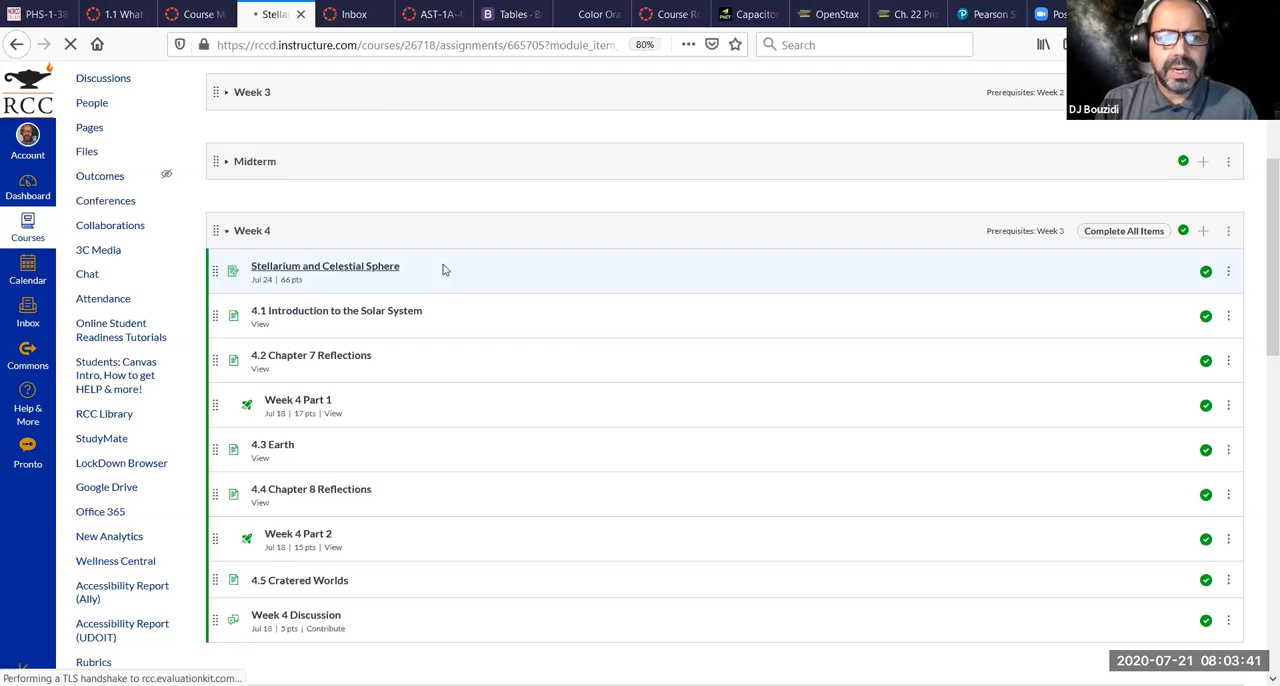 PHS-1-38
1.1 What
Course M
Stellar
Inbox
AST-1A-4
Tables · B
Color Ora
Course Ro
Capacitor
OpenStax
Ch. 22 Pro
Pearson S
Pos
https://rccd.instructure.com/courses/26718/assignments/665705?module_item_
80%
Search
DJ Bouzidi
RCC
Account
Dashboard
Courses
Calendar
Inbox
Commons
Help &
More
Pronto
Discussions
People
Pages
Files
Outcomes
Conferences
Collaborations
3C Media
Chat
Attendance
Online Student
Readiness Tutorials
Students: Canvas
Intro, How to get
HELP & more!
RCC Library
StudyMate
LockDown Browser
Google Drive
Office 365
New Analytics
Wellness Central
Accessibility Report
(Ally)
Accessibility Report
(UDOIT)
Rubrics
Week 3
Prerequisites: Week 2
Midterm
Week 4
Prerequisites: Week 3
Complete All Items
Stellarium and Celestial Sphere
Jul 24 | 66 pts
4.1 Introduction to the Solar System
View
4.2 Chapter 7 Reflections
View
Week 4 Part 1
Jul 18 | 17 pts | View
4.3 Earth
View
4.4 Chapter 8 Reflections
View
Week 4 Part 2
Jul 18 | 15 pts | View
4.5 Cratered Worlds
Week 4 Discussion
Jul 18 | 5 pts | Contribute
2020-07-21 08:03:41
Performing a TLS handshake to rcc.evaluationkit.com...